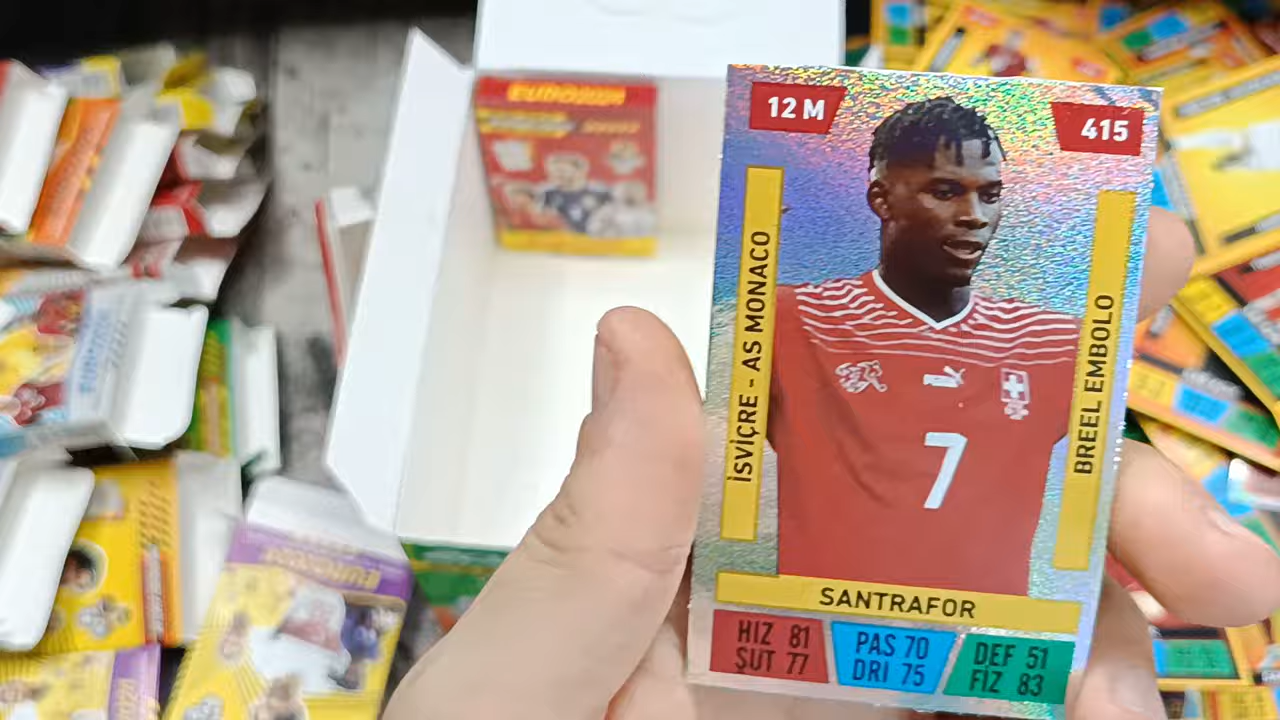 EURO2024
12 M
415
İSVİÇRE - AS MONACO
BREEL EMBOLO
7
SANTRAFOR
HIZ 81
ŞUT 77
PAS 70
DRI 75
DEF 51
FIZ 83